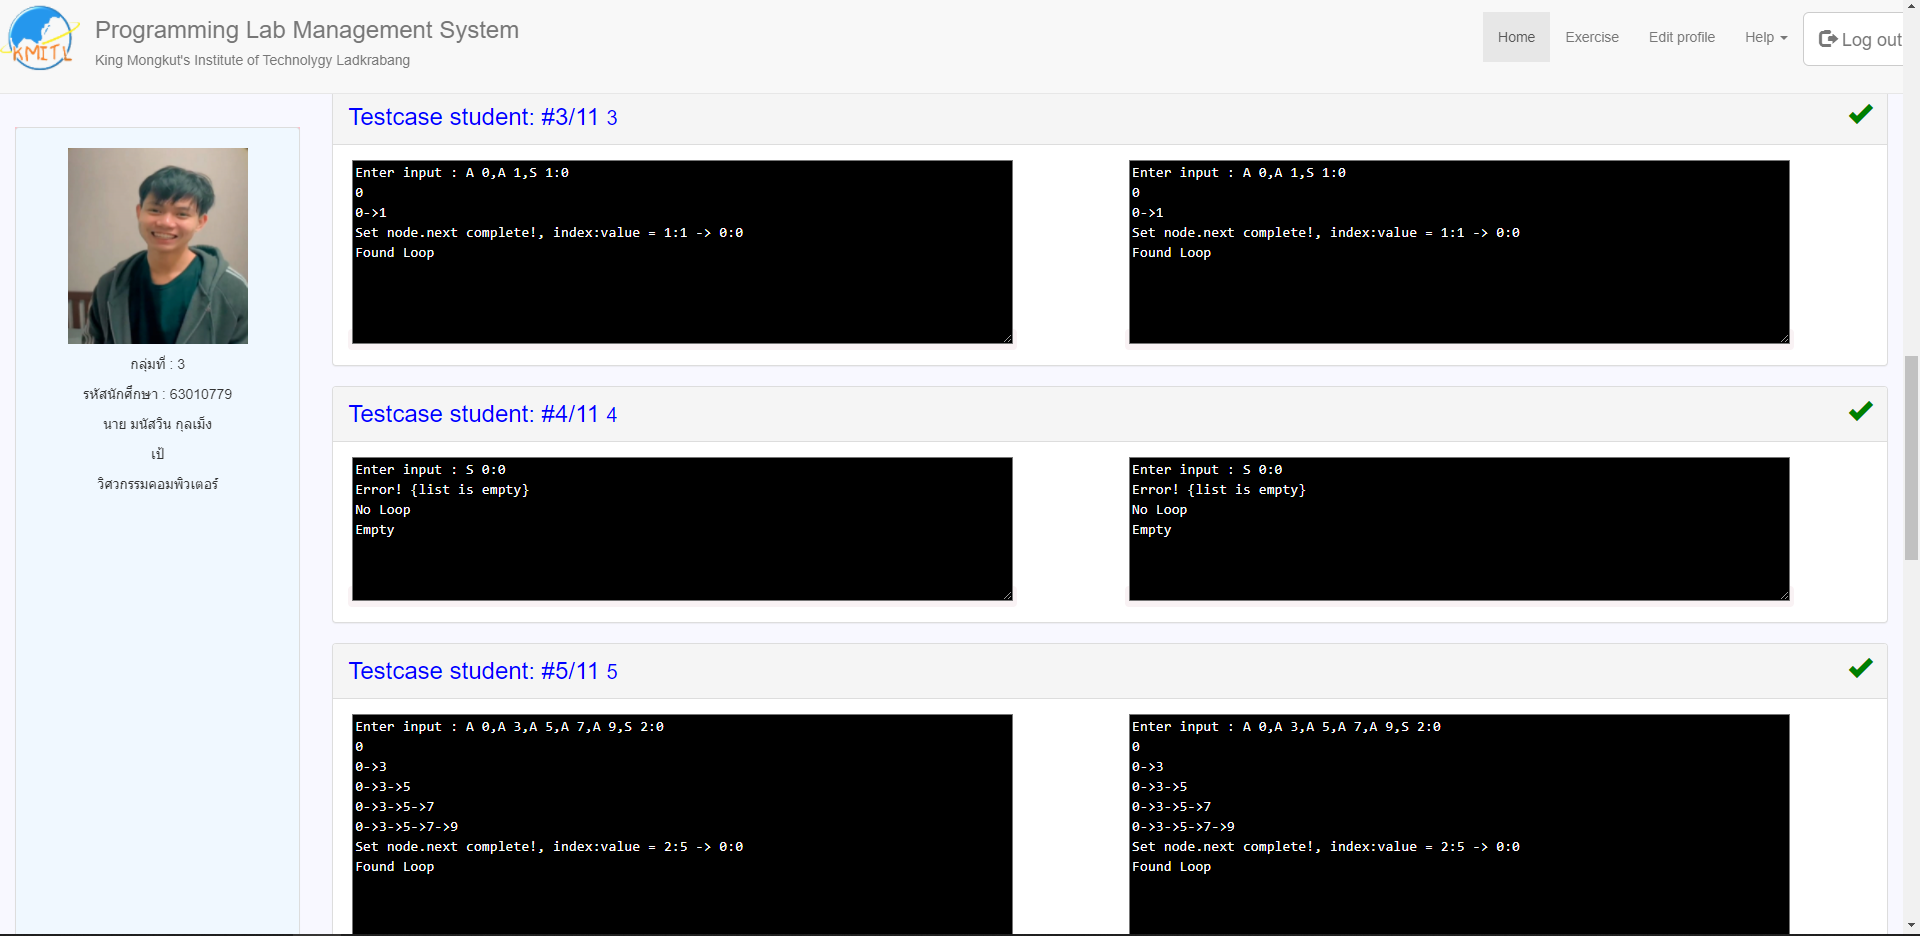 KMITL
Programming Lab Management System
King Mongkut's Institute of Technolygy Ladkrabang
Home
Exercise
Edit profile
Help
Log out
กลุ่มที่ : 3
รหัสนักศึกษา : 63010779
นาย มนัสวิน กุลเม็ง
เป้
วิศวกรรมคอมพิวเตอร์
Testcase student: #3/11 3
Enter input : A 0,A 1,S 1:0
0
0->1
Set node.next complete!, index:value = 1:1 -> 0:0
Found Loop
Enter input : A 0,A 1,S 1:0
0
0->1
Set node.next complete!, index:value = 1:1 -> 0:0
Found Loop
Testcase student: #4/11 4
Enter input : S 0:0
Error! {list is empty}
No Loop
Empty
Enter input : S 0:0
Error! {list is empty}
No Loop
Empty
Testcase student: #5/11 5
Enter input : A 0,A 3,A 5,A 7,A 9,S 2:0
0
0->3
0->3->5
0->3->5->7
0->3->5->7->9
Set node.next complete!, index:value = 2:5 -> 0:0
Found Loop
Enter input : A 0,A 3,A 5,A 7,A 9,S 2:0
0
0->3
0->3->5
0->3->5->7
0->3->5->7->9
Set node.next complete!, index:value = 2:5 -> 0:0
Found Loop